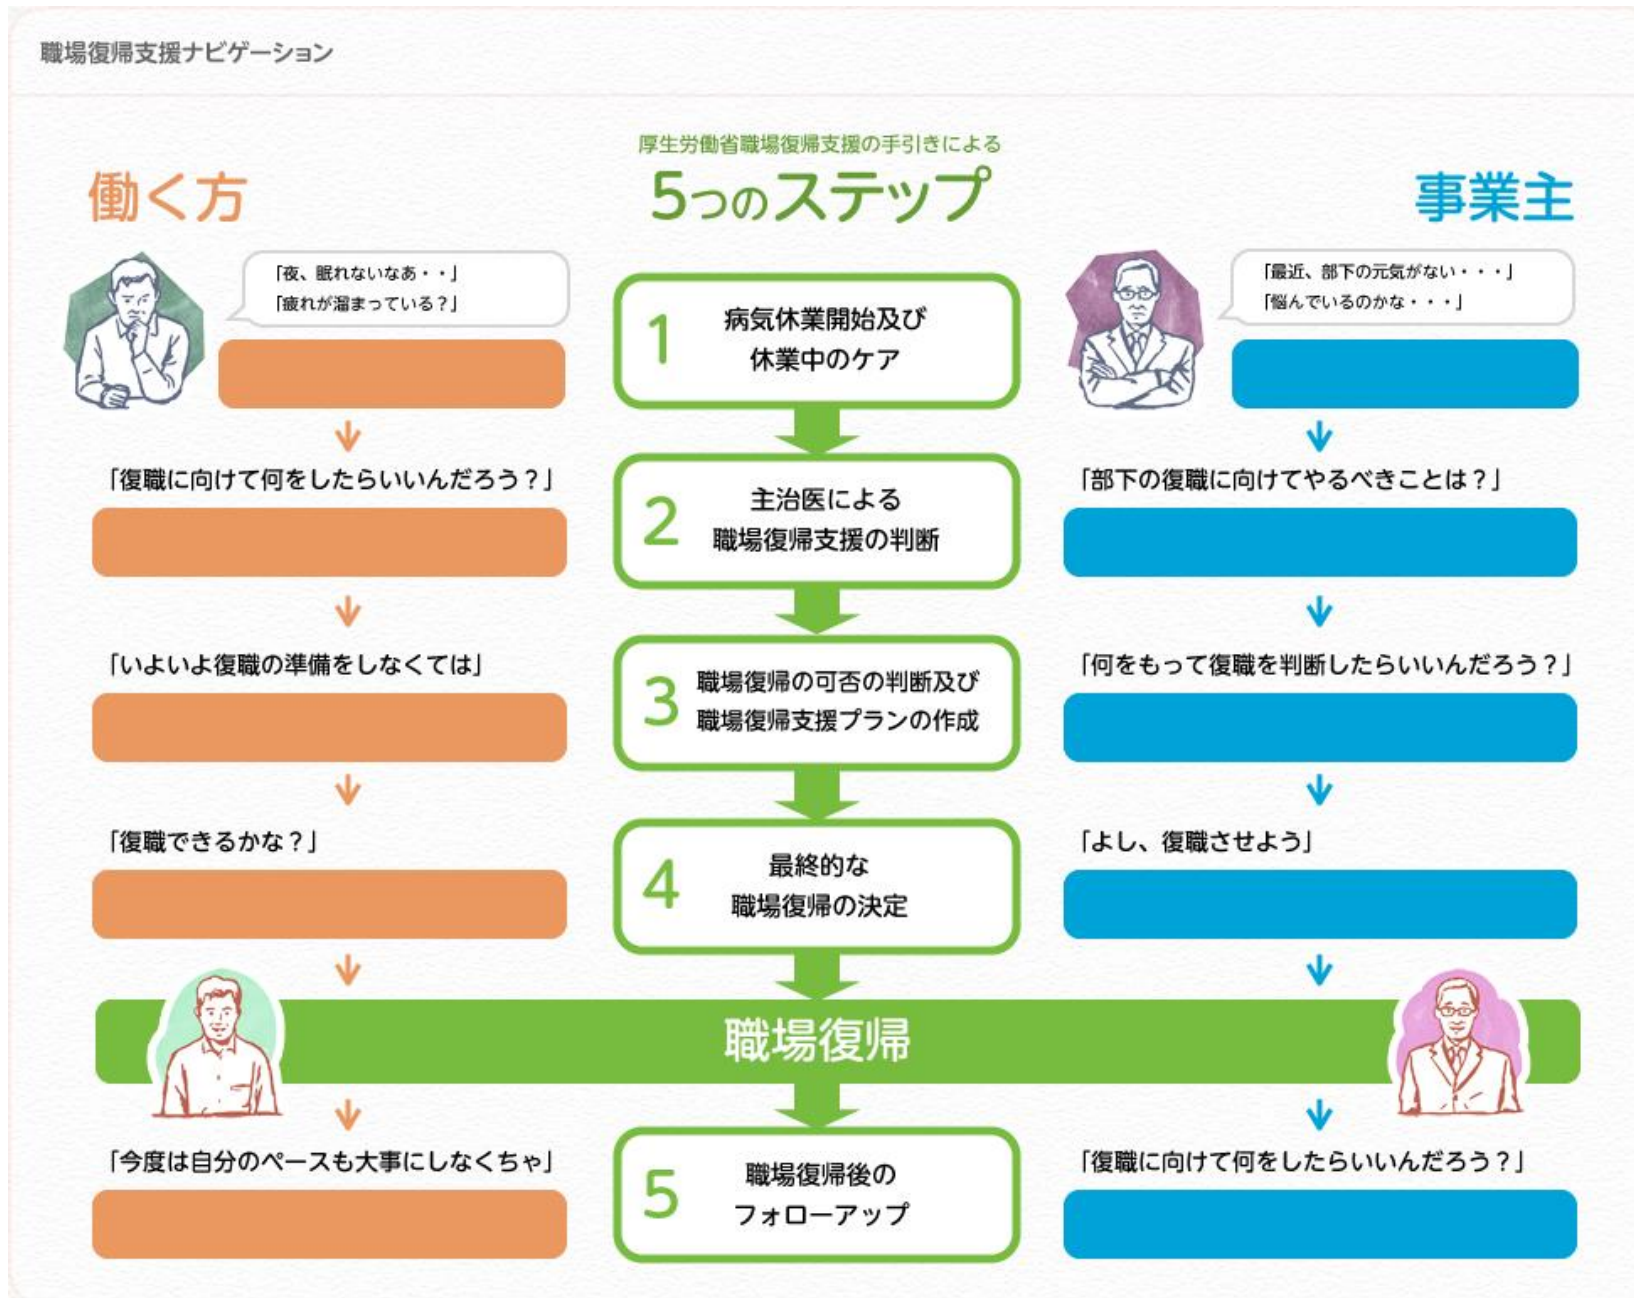 職場復帰支援ナビゲーション
厚生労働省職場復帰支援の手引きによる
働く方
5つのステップ
事業主
「夜、眠れないなあ・・」
「疲れが溜まっている?」
1
病気休業開始及び
休業中のケア
「最近、部下の元気がない・・・」
「悩んでいるのかな・・・」
「復職に向けて何をしたらいいんだろう?」
2
主治医による
職場復帰支援の判断
「部下の復職に向けてやるべきことは?」
「いよいよ復職の準備をしなくては」
3
職場復帰の可否の判断及び
職場復帰支援プランの作成
「何をもって復職を判断したらいいんだろう?」
「復職できるかな?」
4
最終的な
職場復帰の決定
「よし、復職させよう」
職場復帰
「今度は自分のペースも大事にしなくちゃ」
5
職場復帰後の
フォローアップ
「復職に向けて何をしたらいいんだろう?」